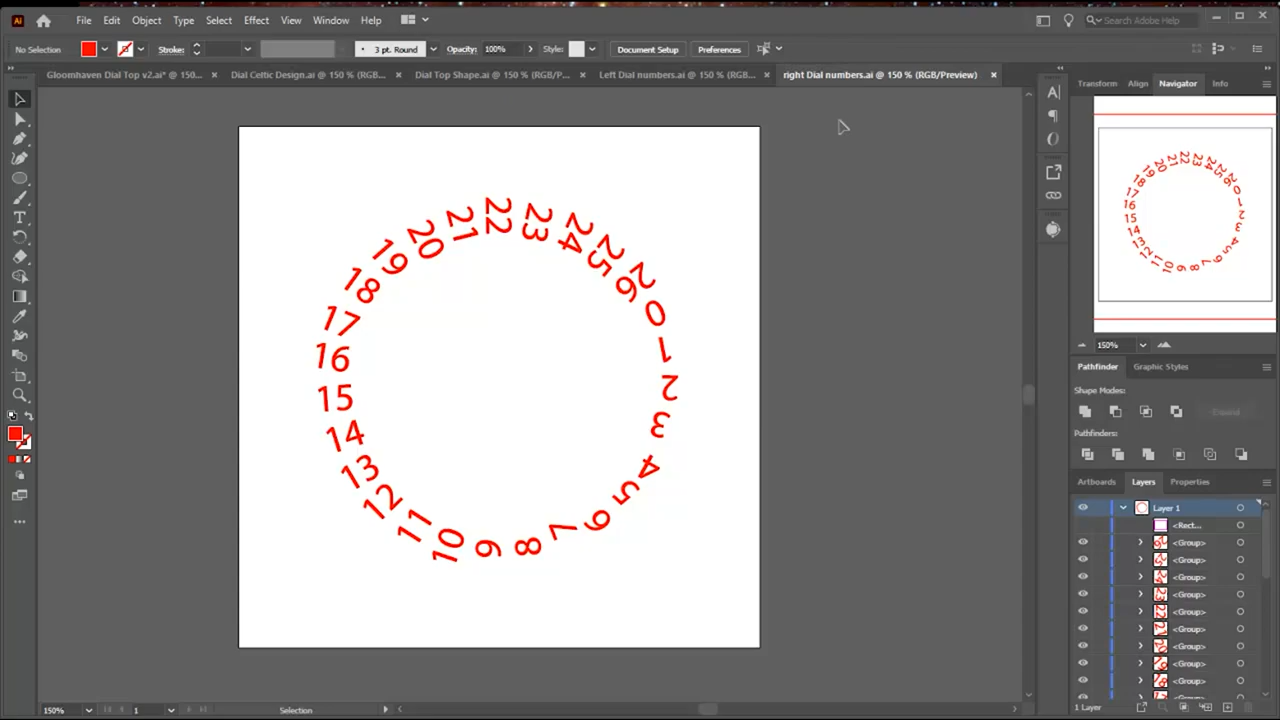 Ai File Edit Object Type Select Effect View Window Help Search Adobe Help
No Selection Stroke: 3 pt. Round Opacity: 100% Style: Document Setup Preferences
Gloomhaven Dial Top v2.ai* @ 150... × Dial Celtic Design.ai @ 150 % (RGB... × Dial Top Shape.ai @ 150 % (RGB/P... × Left Dial numbers.ai @ 150 % (RGB... × right Dial numbers.ai @ 150 % (RGB/Preview) ×
Transform Align Navigator Info
0
1
2
3
4
5
6
7
8
9
10
11
12
13
14
15
16
17
18
19
20
21
22
23
24
25
26
150%
Pathfinder Graphic Styles
Shape Modes:
Expand
Pathfinders:
Artboards Layers Properties
Layer 1
<Rect...
<Group>
<Group>
<Group>
<Group>
<Group>
<Group>
<Group>
<Group>
<Group>
1 Layer
150% 1 Selection